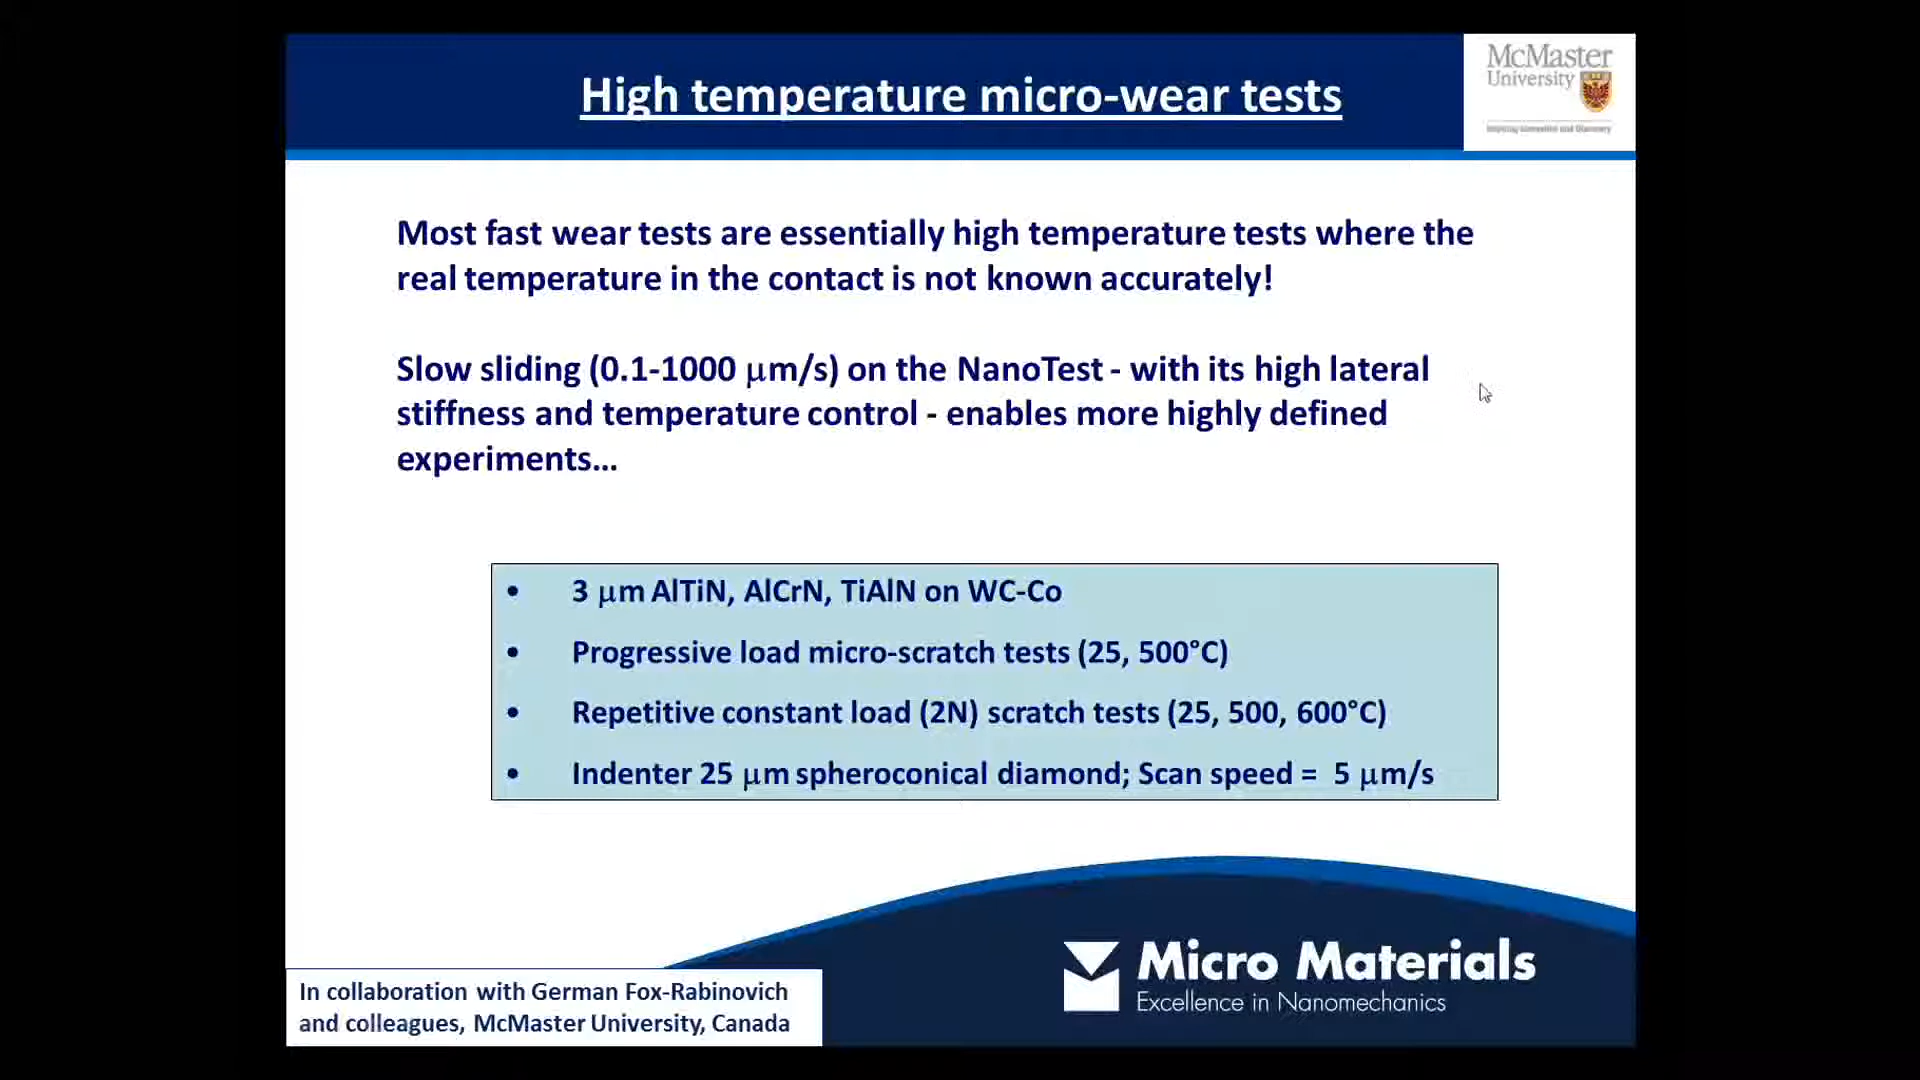 High temperature micro-wear tests
McMaster
University
Most fast wear tests are essentially high temperature tests where the
real temperature in the contact is not known accurately!
Slow sliding (0.1-1000 μm/s) on the NanoTest - with its high lateral
stiffness and temperature control - enables more highly defined
experiments...
• 3 μm AlTiN, AlCrN, TiAlN on WC-Co
• Progressive load micro-scratch tests (25, 500°C)
• Repetitive constant load (2N) scratch tests (25, 500, 600°C)
• Indenter 25 μm spheroconical diamond; Scan speed = 5 μm/s
In collaboration with German Fox-Rabinovich
and colleagues, McMaster University, Canada
Micro Materials
Excellence in Nanomechanics